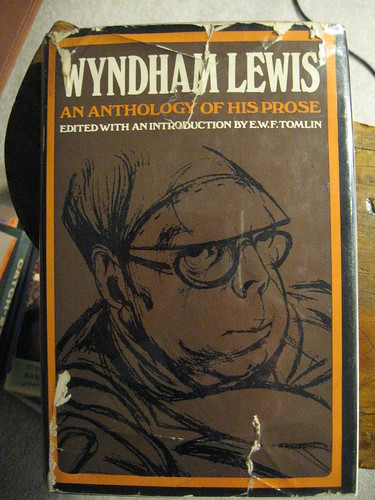 WYNDHAM LEWIS
AN ANTHOLOGY OF HIS PROSE
EDITED WITH AN INTRODUCTION BY E.W.F. TOMLIN